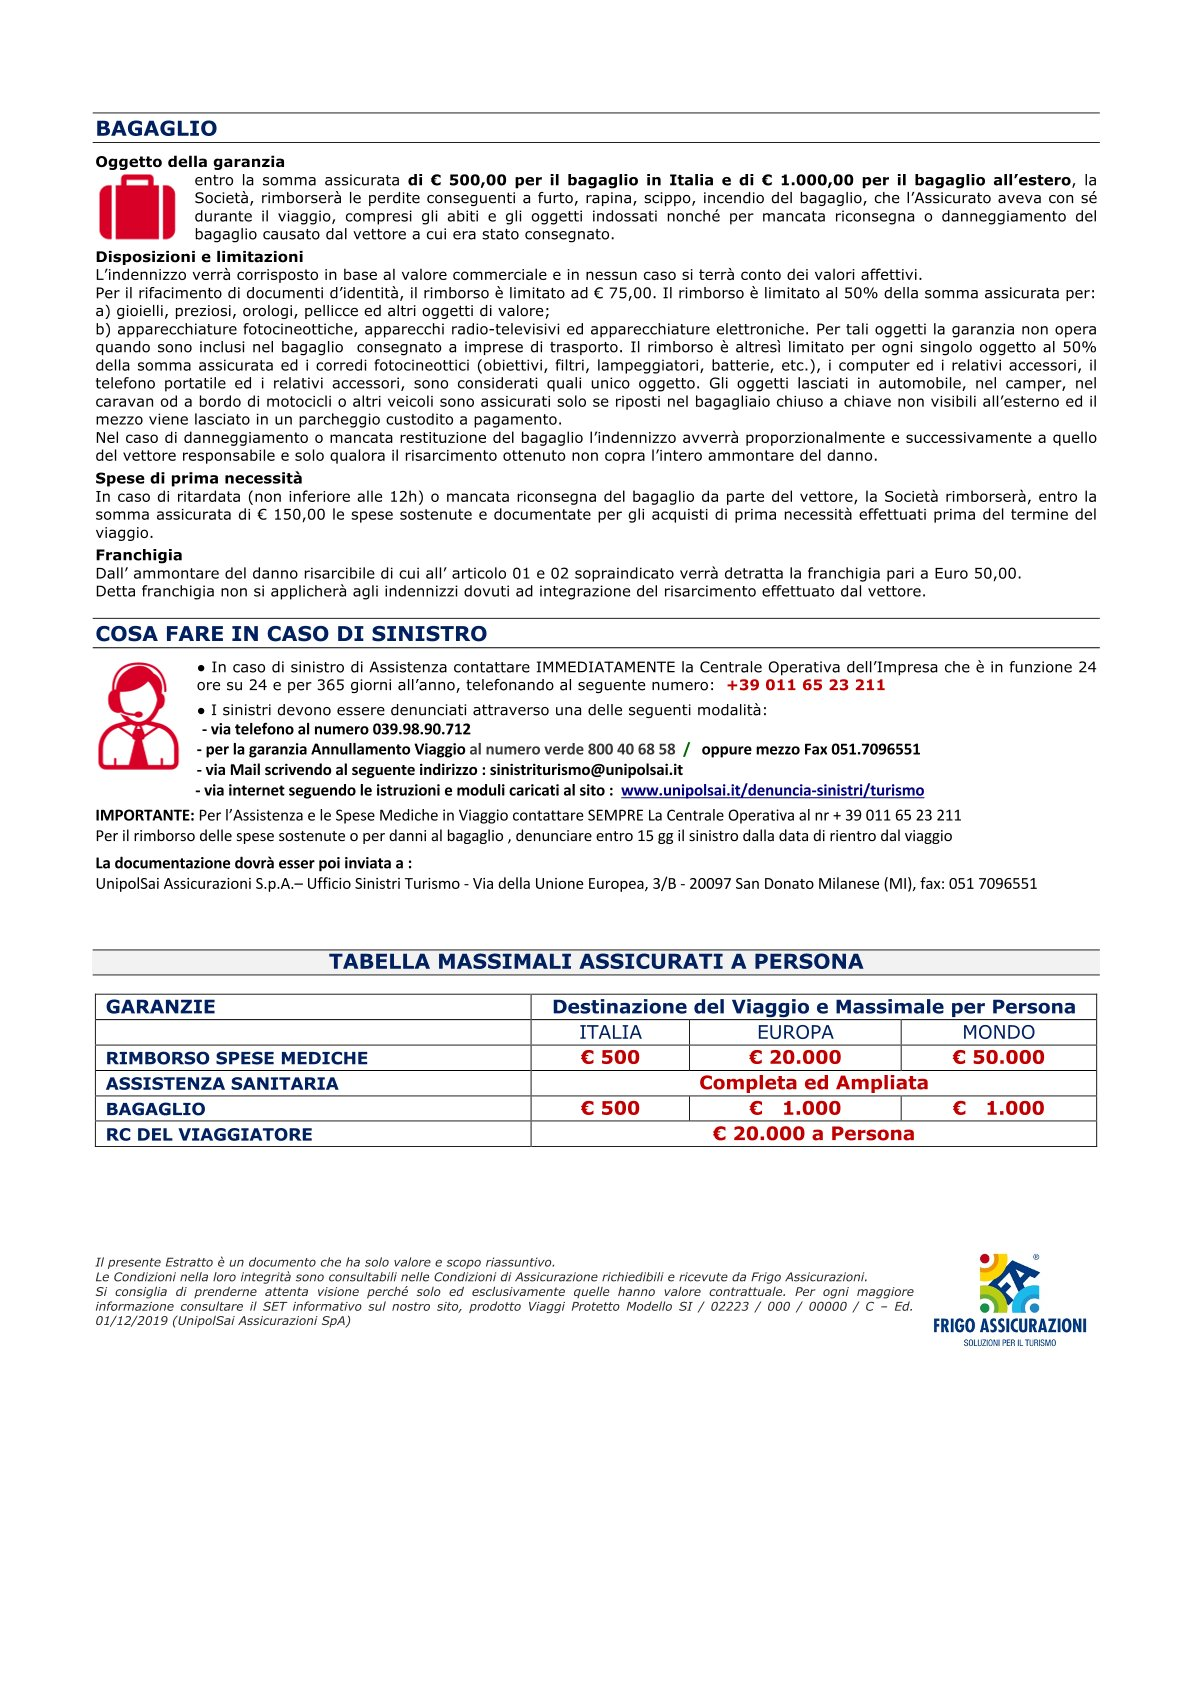 BAGAGLIO
Oggetto della garanzia
entro la somma assicurata di € 500,00 per il bagaglio in Italia e di € 1.000,00 per il bagaglio all’estero, la
Società, rimborserà le perdite conseguenti a furto, rapina, scippo, incendio del bagaglio, che l’Assicurato aveva con sé
durante il viaggio, compresi gli abiti e gli oggetti indossati nonché per mancata riconsegna o danneggiamento del
bagaglio causato dal vettore a cui era stato consegnato.
Disposizioni e limitazioni
L’indennizzo verrà corrisposto in base al valore commerciale e in nessun caso si terrà conto dei valori affettivi.
Per il rifacimento di documenti d’identità, il rimborso è limitato ad € 75,00. Il rimborso è limitato al 50% della somma assicurata per:
a) gioielli, preziosi, orologi, pellicce ed altri oggetti di valore;
b) apparecchiature fotocineottiche, apparecchi radio-televisivi ed apparecchiature elettroniche. Per tali oggetti la garanzia non opera
quando sono inclusi nel bagaglio consegnato a imprese di trasporto. Il rimborso è altresì limitato per ogni singolo oggetto al 50%
della somma assicurata ed i corredi fotocineottici (obiettivi, filtri, lampeggiatori, batterie, etc.), i computer ed i relativi accessori, il
telefono portatile ed i relativi accessori, sono considerati quali unico oggetto. Gli oggetti lasciati in automobile, nel camper, nel
caravan od a bordo di motocicli o altri veicoli sono assicurati solo se riposti nel bagagliaio chiuso a chiave non visibili all’esterno ed il
mezzo viene lasciato in un parcheggio custodito a pagamento.
Nel caso di danneggiamento o mancata restituzione del bagaglio l’indennizzo avverrà proporzionalmente e successivamente a quello
del vettore responsabile e solo qualora il risarcimento ottenuto non copra l’intero ammontare del danno.
Spese di prima necessità
In caso di ritardata (non inferiore alle 12h) o mancata riconsegna del bagaglio da parte del vettore, la Società rimborserà, entro la
somma assicurata di € 150,00 le spese sostenute e documentate per gli acquisti di prima necessità effettuati prima del termine del
viaggio.
Franchigia
Dall’ ammontare del danno risarcibile di cui all’ articolo 01 e 02 sopraindicato verrà detratta la franchigia pari a Euro 50,00.
Detta franchigia non si applicherà agli indennizzi dovuti ad integrazione del risarcimento effettuato dal vettore.
COSA FARE IN CASO DI SINISTRO
● In caso di sinistro di Assistenza contattare IMMEDIATAMENTE la Centrale Operativa dell’Impresa che è in funzione 24
ore su 24 e per 365 giorni all’anno, telefonando al seguente numero: +39 011 65 23 211
● I sinistri devono essere denunciati attraverso una delle seguenti modalità:
- via telefono al numero 039.98.90.712
- per la garanzia Annullamento Viaggio al numero verde 800 40 68 58 / oppure mezzo Fax 051.7096551
- via Mail scrivendo al seguente indirizzo : sinistriturismo@unipolsai.it
- via internet seguendo le istruzioni e moduli caricati al sito : www.unipolsai.it/denuncia-sinistri/turismo
IMPORTANTE: Per l’Assistenza e le Spese Mediche in Viaggio contattare SEMPRE La Centrale Operativa al nr + 39 011 65 23 211
Per il rimborso delle spese sostenute o per danni al bagaglio , denunciare entro 15 gg il sinistro dalla data di rientro dal viaggio
La documentazione dovrà esser poi inviata a :
UnipolSai Assicurazioni S.p.A.– Ufficio Sinistri Turismo - Via della Unione Europea, 3/B - 20097 San Donato Milanese (MI), fax: 051 7096551
TABELLA MASSIMALI ASSICURATI A PERSONA
GARANZIE Destinazione del Viaggio e Massimale per Persona
ITALIA EUROPA MONDO
RIMBORSO SPESE MEDICHE € 500 € 20.000 € 50.000
ASSISTENZA SANITARIA Completa ed Ampliata
BAGAGLIO € 500 € 1.000 € 1.000
RC DEL VIAGGIATORE € 20.000 a Persona
Il presente Estratto è un documento che ha solo valore e scopo riassuntivo.
Le Condizioni nella loro integrità sono consultabili nelle Condizioni di Assicurazione richiedibili e ricevute da Frigo Assicurazioni.
Si consiglia di prenderne attenta visione perché solo ed esclusivamente quelle hanno valore contrattuale. Per ogni maggiore
informazione consultare il SET informativo sul nostro sito, prodotto Viaggi Protetto Modello SI / 02223 / 000 / 00000 / C – Ed.
01/12/2019 (UnipolSai Assicurazioni SpA)
FA ®
FRIGO ASSICURAZIONI
SOLUZIONI PER IL TURISMO